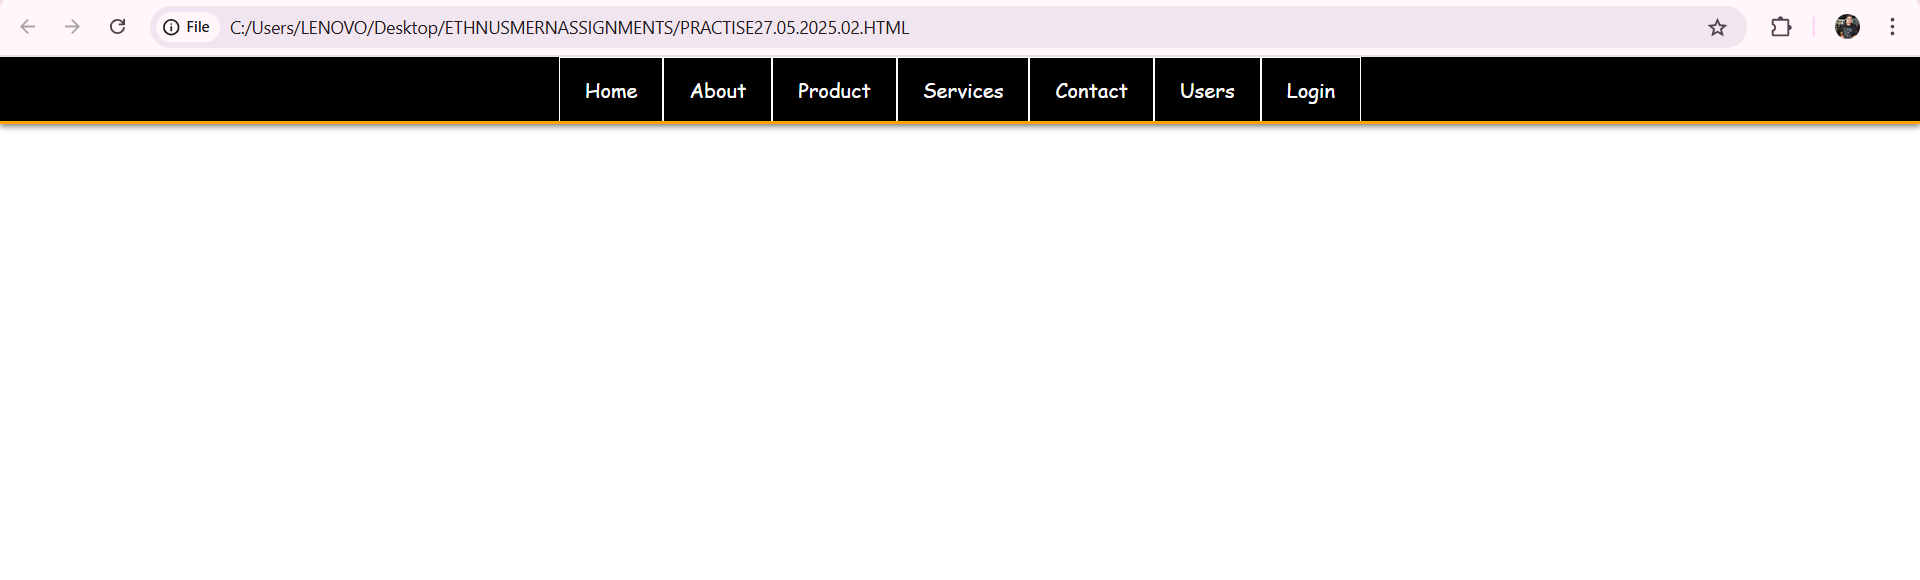 File C:/Users/LENOVO/Desktop/ETHNUSMERNASSIGNMENTS/PRACTISE27.05.2025.02.HTML
Home About Product Services Contact Users Login